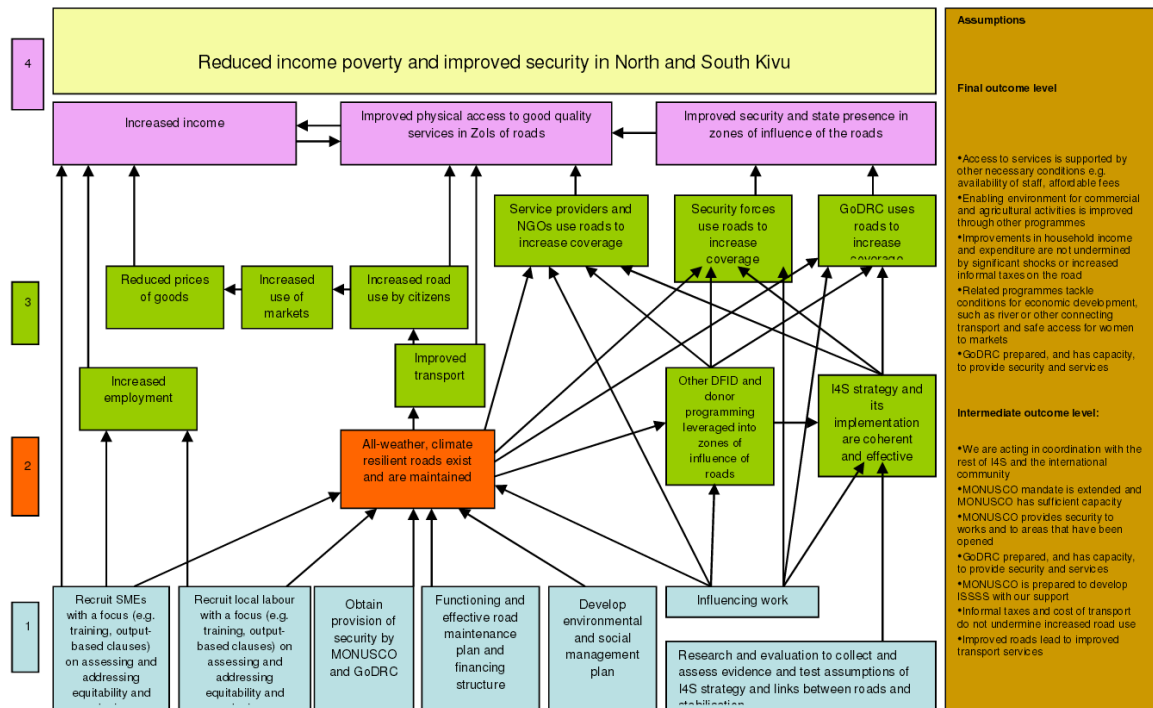 4
Reduced income poverty and improved security in North and South Kivu
Increased income
Improved physical access to good quality
services in ZoIs of roads
Improved security and state presence in
zones of influence of the roads
3
Service providers and
NGOs use roads to
increase coverage
Security forces
use roads to
increase
coverage
GoDRC uses
roads to
increase
coverage
Reduced prices
of goods
Increased
use of
markets
Increased road
use by citizens
Improved
transport
Increased
employment
Other DFID and
donor
programming
leveraged into
zones of
influence of
roads
I4S strategy and
its
implementation
are coherent
and effective
2
All-weather, climate
resilient roads exist
and are maintained
1
Recruit SMEs
with a focus (e.g.
training, output-
based clauses) on
on assessing and
addressing
equitability and
Recruit local labour
with a focus (e.g.
training, output-
based clauses) on
assessing and
addressing
equitability and
Obtain
provision of
security by
MONUSCO
and GoDRC
Functioning and
effective road
maintenance
plan and
financing
structure
Develop
environmental
and social
management
plan
Influencing work
Research and evaluation to collect and
assess evidence and test assumptions of
I4S strategy and links between roads and
stabilisation
Assumptions
Final outcome level
•Access to services is supported by
other necessary conditions e.g.
availability of staff, affordable fees
•Enabling environment for commercial
and agricultural activities is improved
through other programmes
•Improvements in household income
and expenditure are not undermined
by significant shocks or increased
informal taxes on the road
•Related programmes tackle
conditions for economic development,
such as river or other connecting
transport and safe access for women
to markets
•GoDRC prepared, and has capacity,
to provide security and services
Intermediate outcome level:
•We are acting in coordination with the
rest of I4S and the international
community
•MONUSCO mandate is extended and
MONUSCO has sufficient capacity
•MONUSCO provides security to
works and to areas that have been
opened
•GoDRC prepared, and has capacity,
to provide security and services
•MONUSCO is prepared to develop
ISSSS with our support
•Informal taxes and cost of transport
do not undermine increased road use
•Improved roads lead to improved
transport services